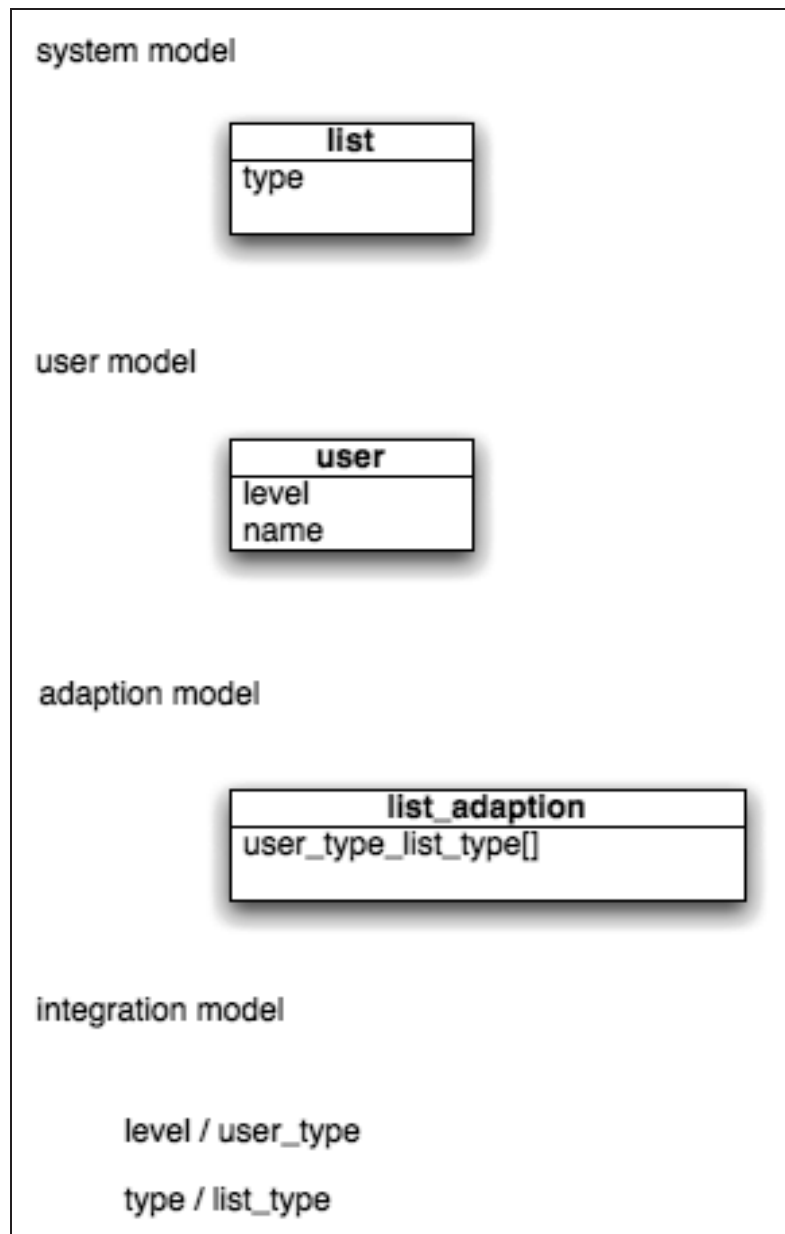 system model
list
type
user model
user
level
name
adaption model
list_adaption
user_type_list_type[]
integration model
level / user_type
type / list_type